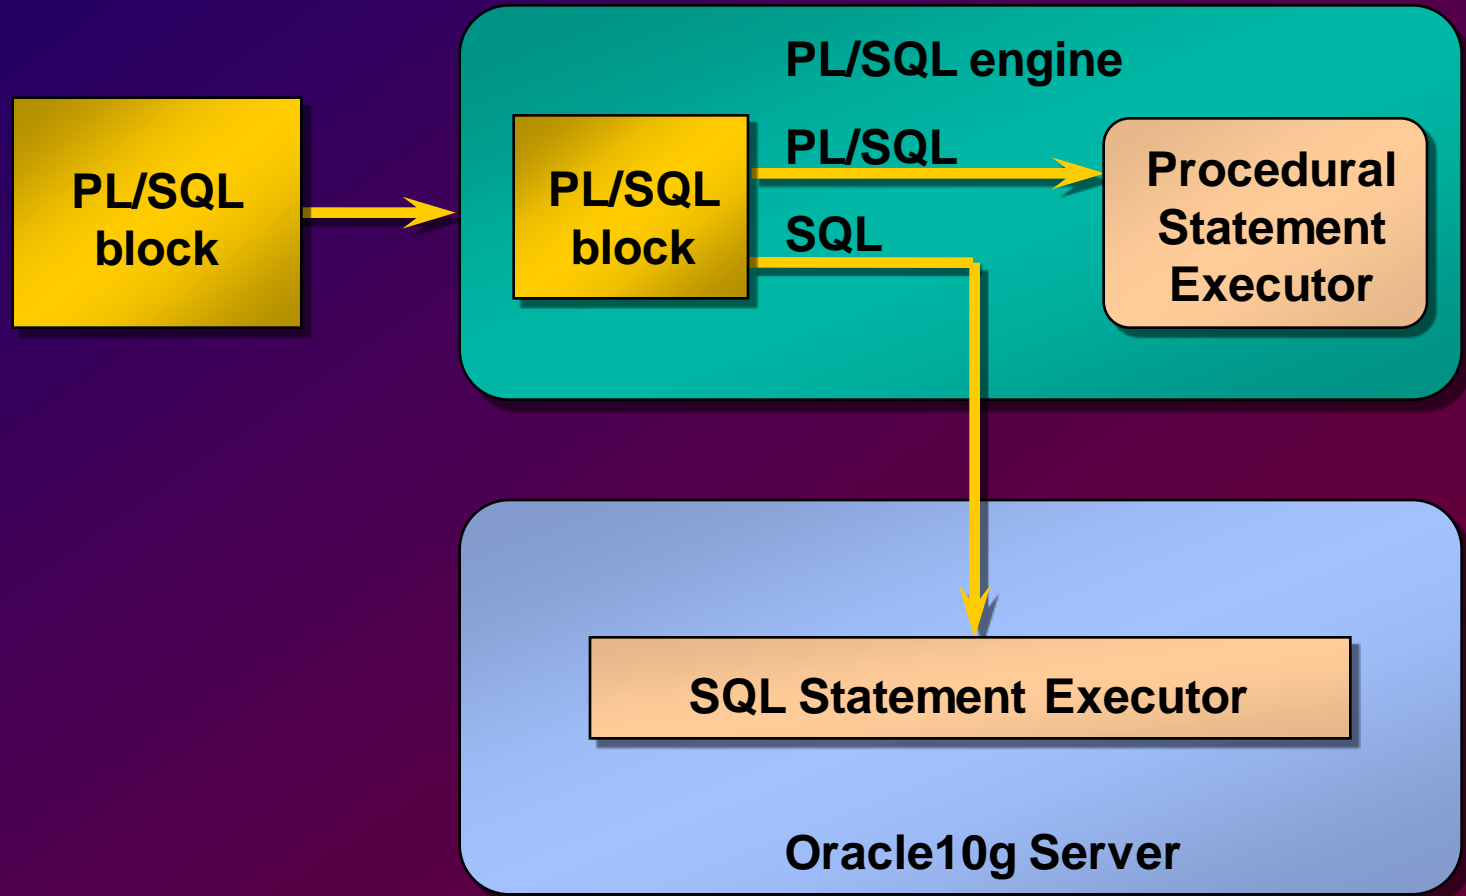 PL/SQL engine
PL/SQL
block
PL/SQL
block
PL/SQL
SQL
Procedural
Statement
Executor
SQL Statement Executor
Oracle10g Server